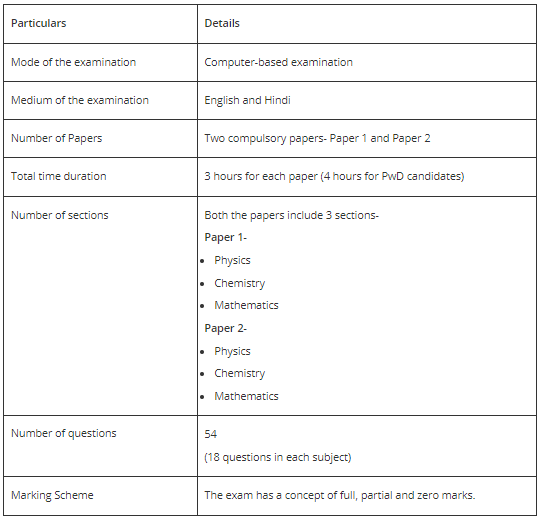 Particulars Details
Mode of the examination Computer-based examination
Medium of the examination English and Hindi
Number of Papers Two compulsory papers- Paper 1 and Paper 2
Total time duration 3 hours for each paper (4 hours for PwD candidates)
Number of sections Both the papers include 3 sections-
Paper 1-
• Physics
• Chemistry
• Mathematics
Paper 2-
• Physics
• Chemistry
• Mathematics
Number of questions 54
(18 questions in each subject)
Marking Scheme The exam has a concept of full, partial and zero marks.